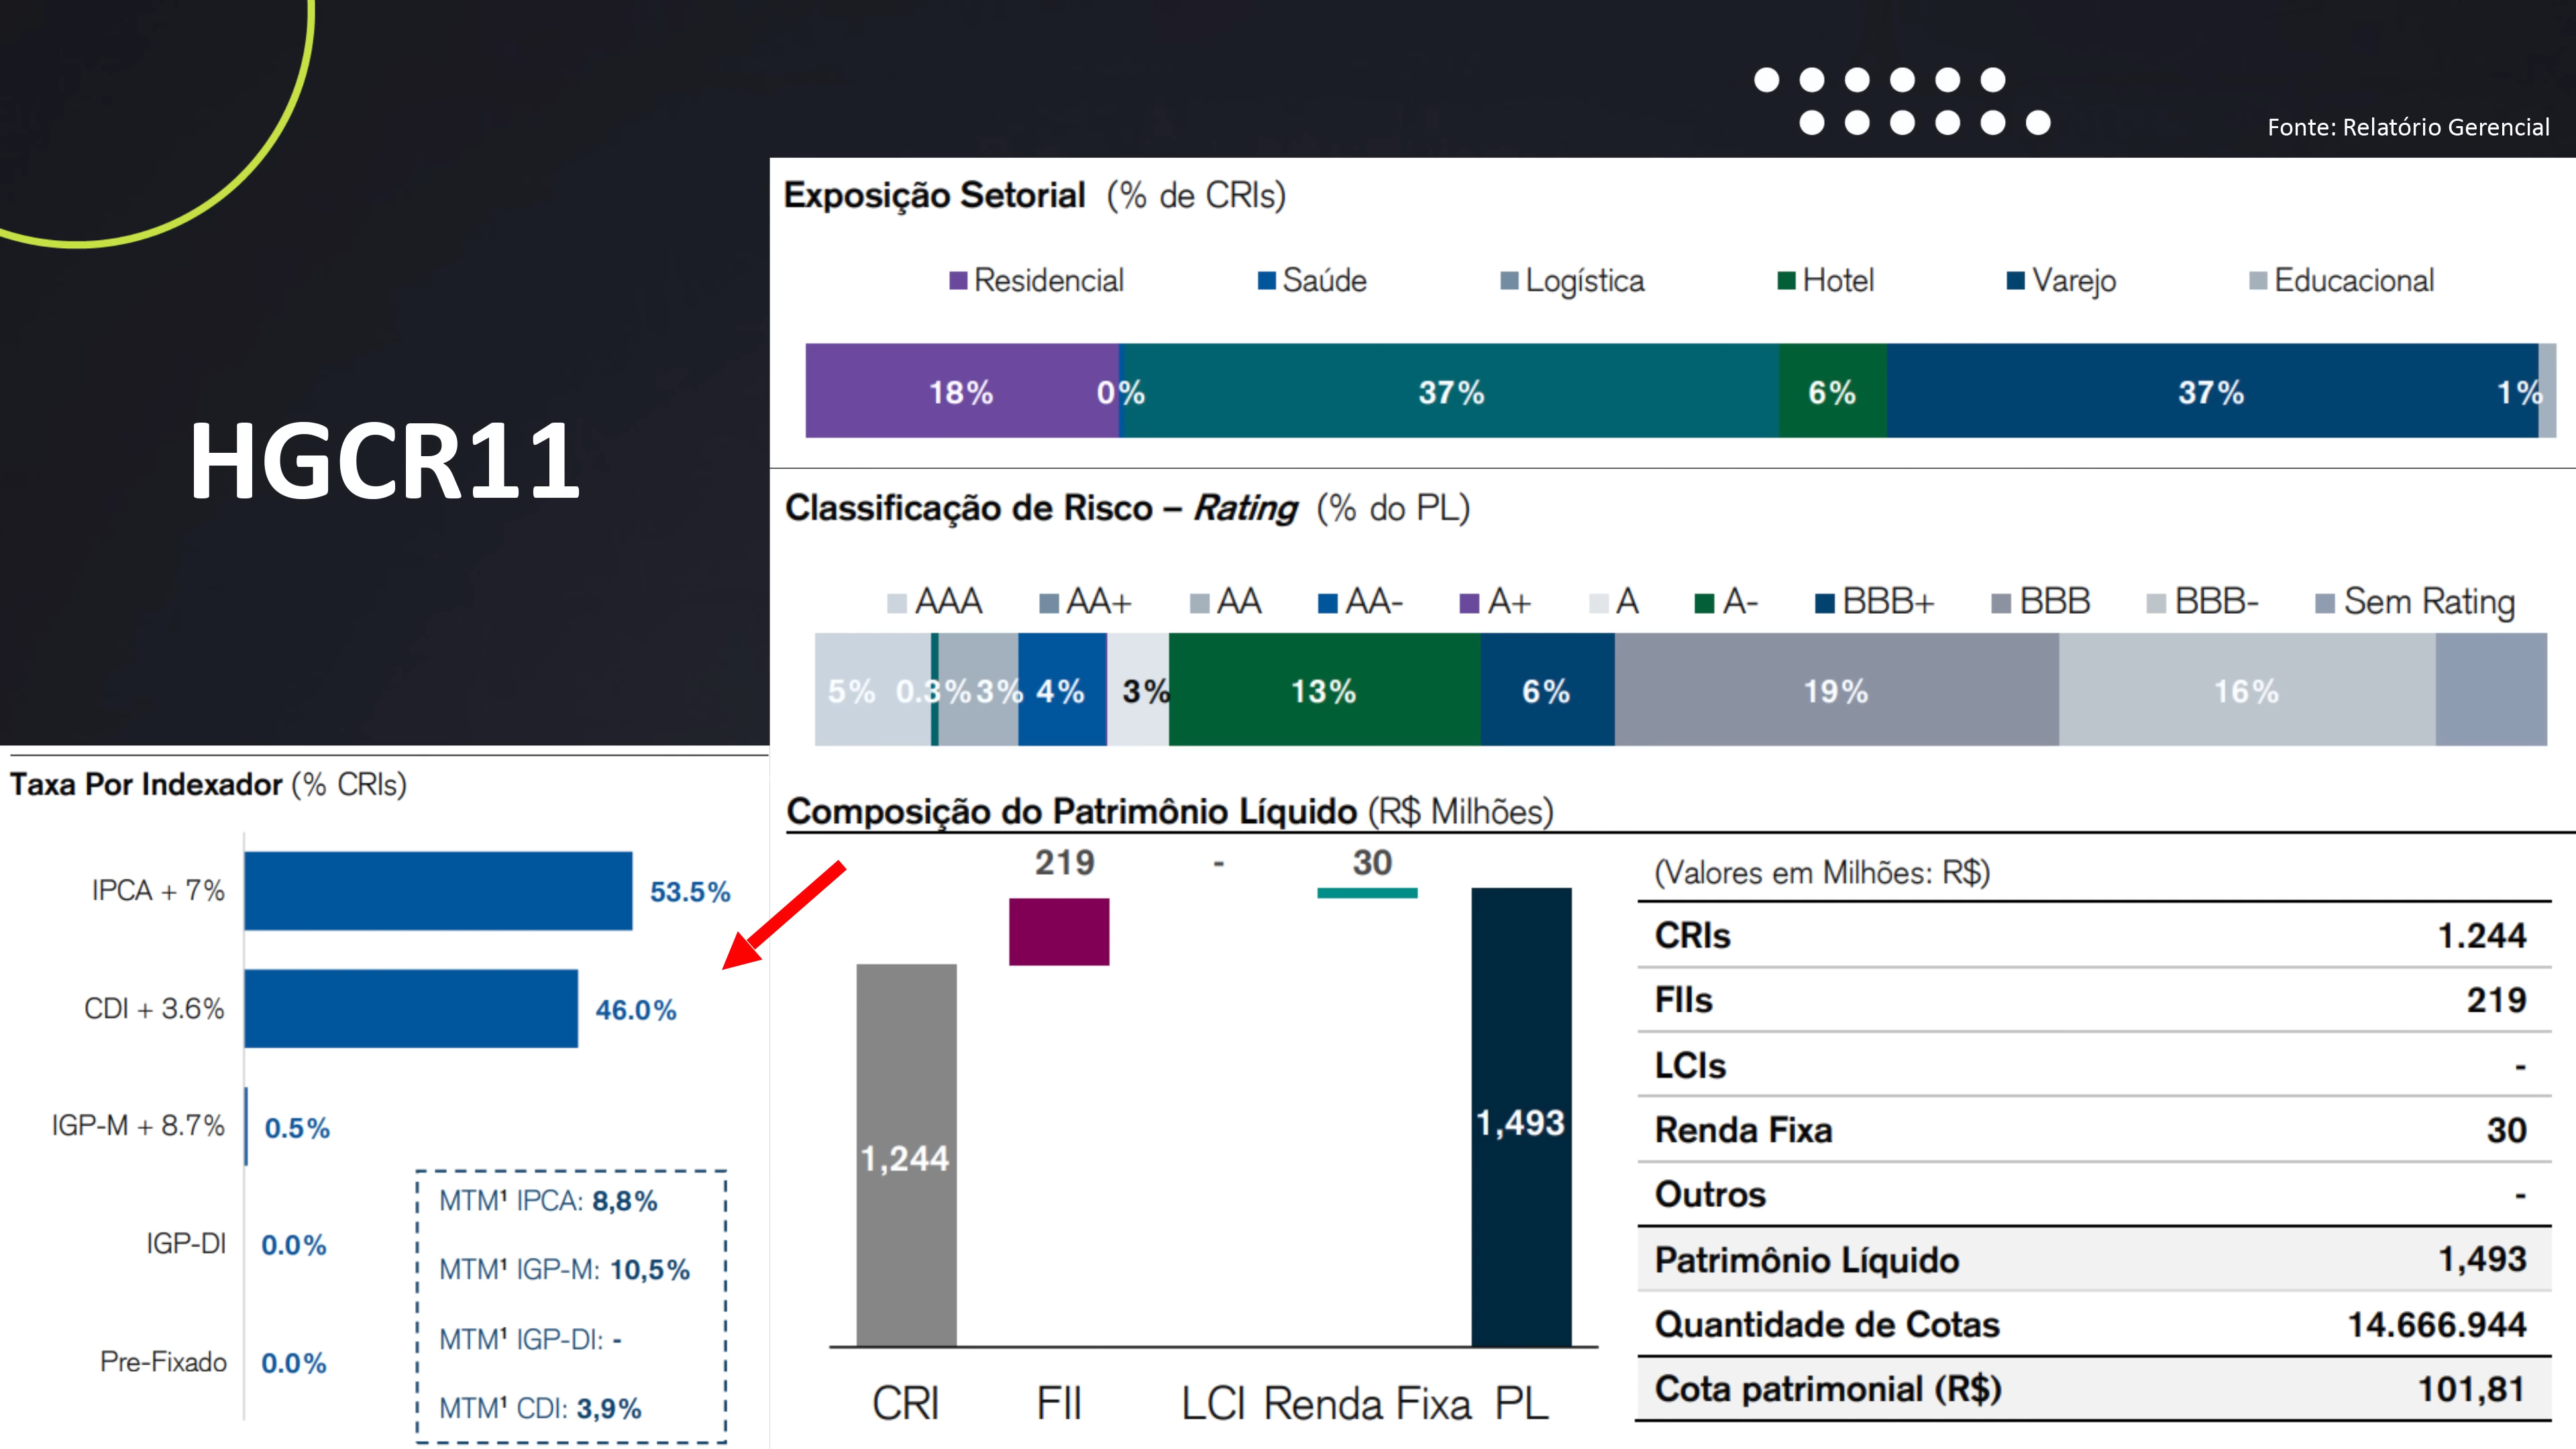 Fonte: Relatório Gerencial
HGCR11
Exposição Setorial (% de CRIs)
Residencial Saúde Logística Hotel Varejo Educacional
18% 0% 37% 6% 37% 1%
Classificação de Risco – Rating (% do PL)
AAA AA+ AA AA- A+ A A- BBB+ BBB BBB- Sem Rating
5% 0.3% 3% 4% 3% 13% 6% 19% 16%
Taxa Por Indexador (% CRIs)
IPCA + 7% 53.5%
CDI + 3.6% 46.0%
IGP-M + 8.7% 0.5%
IGP-DI 0.0%
Pre-Fixado 0.0%
MTM¹ IPCA: 8,8%
MTM¹ IGP-M: 10,5%
MTM¹ IGP-DI: -
MTM¹ CDI: 3,9%
Composição do Patrimônio Líquido (R$ Milhões)
219 - 30
1,244 1,493
CRI FII LCI Renda Fixa PL
(Valores em Milhões: R$)
CRIs 1.244
FIIs 219
LCIs -
Renda Fixa 30
Outros -
Patrimônio Líquido 1,493
Quantidade de Cotas 14.666.944
Cota patrimonial (R$) 101,81